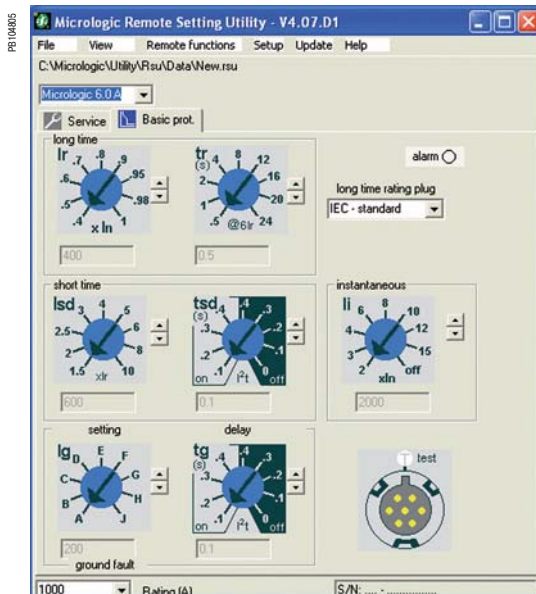 PB104805
Micrologic Remote Setting Utility - V4.07.D1
File View Remote functions Setup Update Help
C:\Micrologic\Utility\Rsu\Data\New.rsu
Micrologic 6.0 A
Service Basic prot.
long time
Ir .4 .5 .6 .7 .8 .9 .95 .98 1 x In
400
tr (s) .5 1 2 4 8 12 16 20 24 @6Ir
0.5
alarm
long time rating plug
IEC - standard
short time
Isd 1.5 2 2.5 3 4 5 6 8 10 xIr
600
tsd (s) .1 .2 .3 .4 .4 .3 .2 .1 0 on I²t off
0.1
instantaneous
Ii 2 3 4 6 8 10 12 15 off xIn
2000
setting delay
Ig A B C D E F G H J
200
tg (s) .1 .2 .3 .4 .4 .3 .2 .1 0 on I²t off
0.1
ground fault
T test
1000 Rating (A) S/N: .... - ................